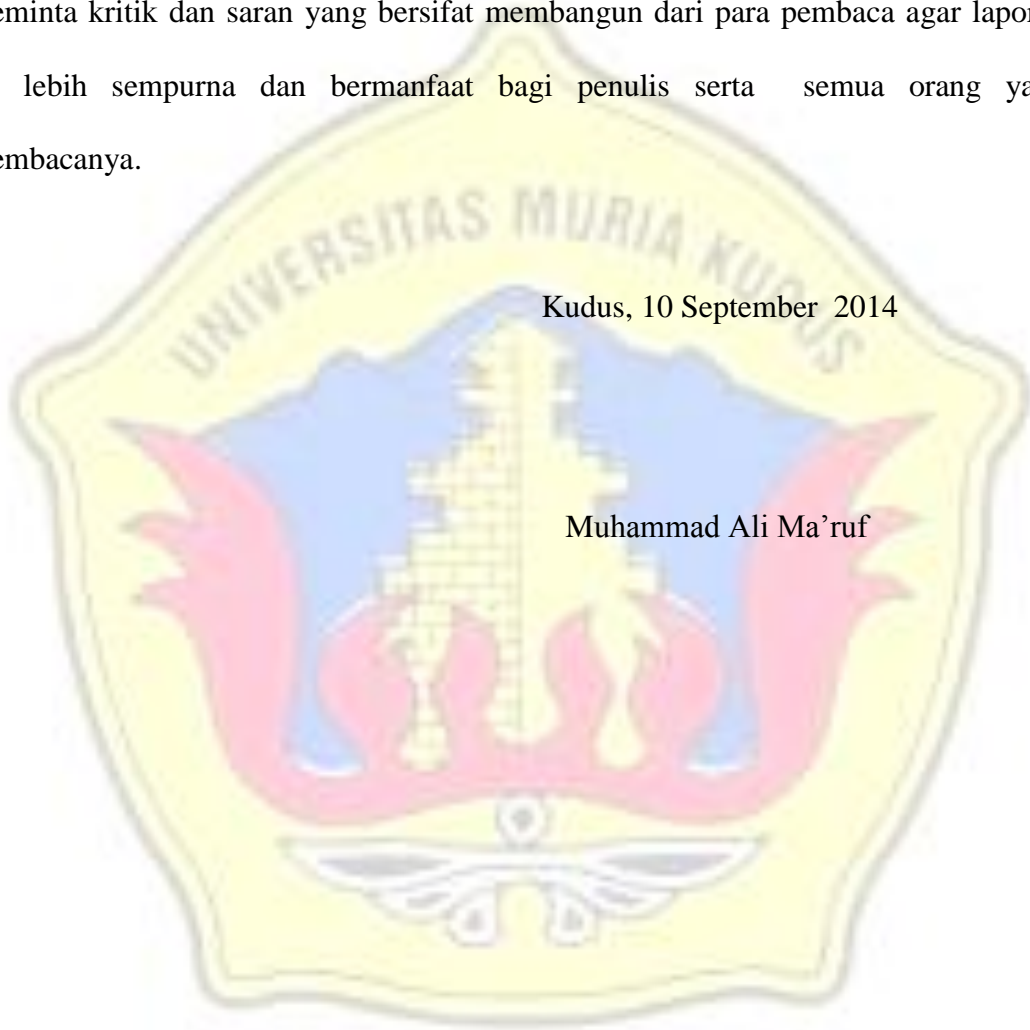 eminta kritik dan saran yang bersifat membangun dari para pembaca agar lapor
lebih sempurna dan bermanfaat bagi penulis serta semua orang ya
embacanya.
UNIVERSITAS MURIA KUDUS
Kudus, 10 September 2014
Muhammad Ali Ma’ruf